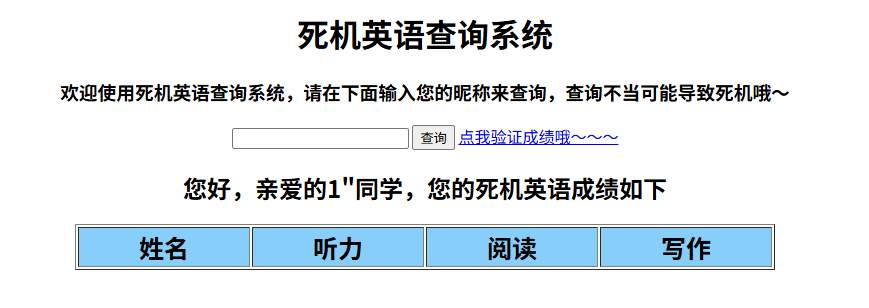 死机英语查询系统
欢迎使用死机英语查询系统，请在下面输入您的昵称来查询，查询不当可能导致死机哦～
查询 点我验证成绩哦～～～
您好，亲爱的1"同学，您的死机英语成绩如下
姓名 听力 阅读 写作